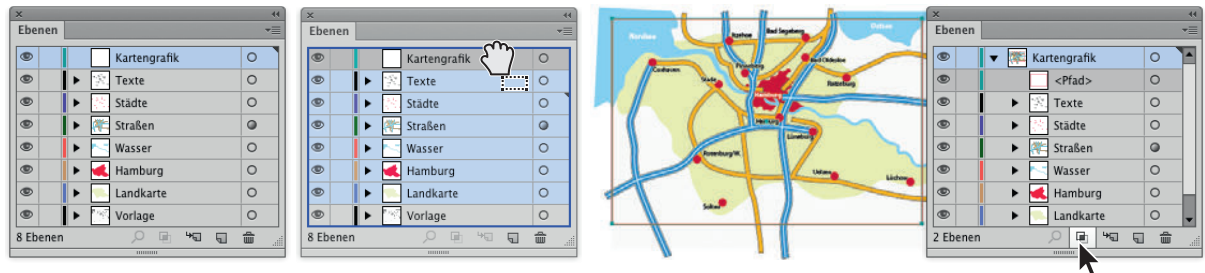 Ebenen
Kartengrafik
Texte
Städte
Straßen
Wasser
Hamburg
Landkarte
Vorlage
8 Ebenen
Ebenen
Kartengrafik
Texte
Städte
Straßen
Wasser
Hamburg
Landkarte
Vorlage
8 Ebenen
Nordsee
Ostsee
Itzehoe
Bad Segeberg
Bad Oldesloe
Cuxhaven
Stade
Pinneberg
Ratzeburg
Hamburg
Harburg
Lüneburg
Rotenburg/W.
Uelzen
Lüchow
Soltau
Ebenen
Kartengrafik
<Pfad>
Texte
Städte
Straßen
Wasser
Hamburg
Landkarte
2 Ebenen